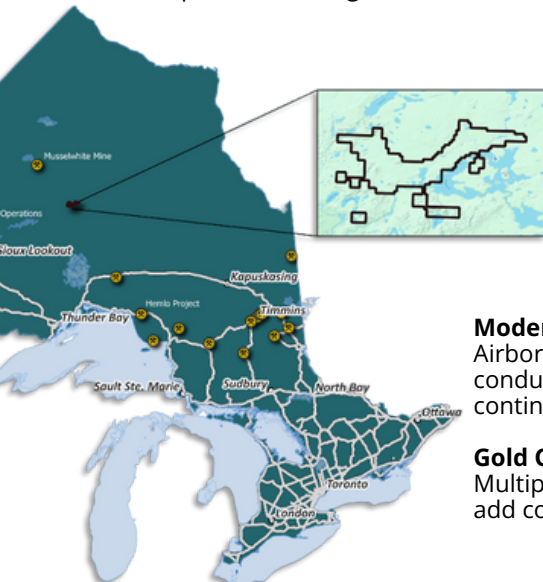 Musselwhite Mine
Operations
Sioux Lookout
Kapuskasing
Hemlo Project
Timmins
Thunder Bay
Sault Ste. Marie
Sudbury
North Bay
Ottawa
Toronto
London
Moder
Airbor
condu
contin
Gold
Multip
add co